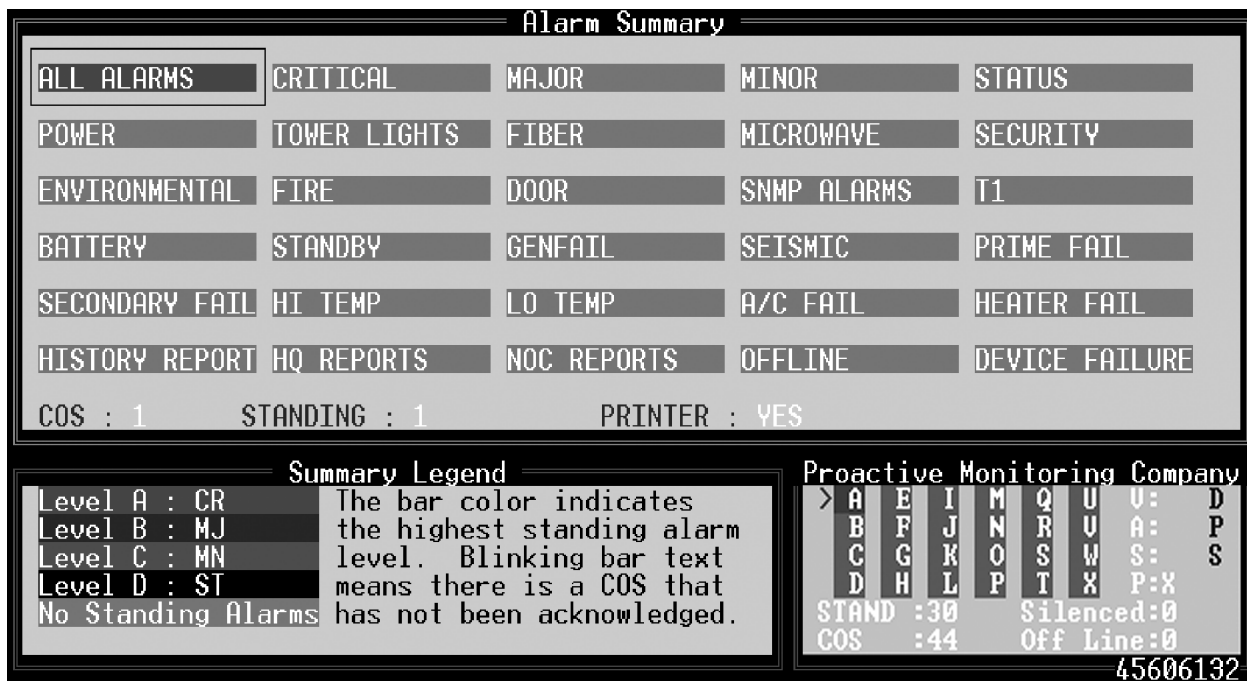 Alarm Summary
ALL ALARMS CRITICAL MAJOR MINOR STATUS
POWER TOWER LIGHTS FIBER MICROWAVE SECURITY
ENVIRONMENTAL FIRE DOOR SNMP ALARMS T1
BATTERY STANDBY GENFAIL SEISMIC PRIME FAIL
SECONDARY FAIL HI TEMP LO TEMP A/C FAIL HEATER FAIL
HISTORY REPORT HQ REPORTS NOC REPORTS OFFLINE DEVICE FAILURE
COS : 1 STANDING : 1 PRINTER : YES
Summary Legend
Level A : CR
Level B : MJ
Level C : MN
Level D : ST
No Standing Alarms
The bar color indicates
the highest standing alarm
level. Blinking bar text
means there is a COS that
has not been acknowledged.
Proactive Monitoring Company
> A E I M Q U V: D
B F J N R V A: P
C G K O S W S: S
D H L P T X P:X
STAND :30 Silenced:0
COS :44 Off Line:0
45606132